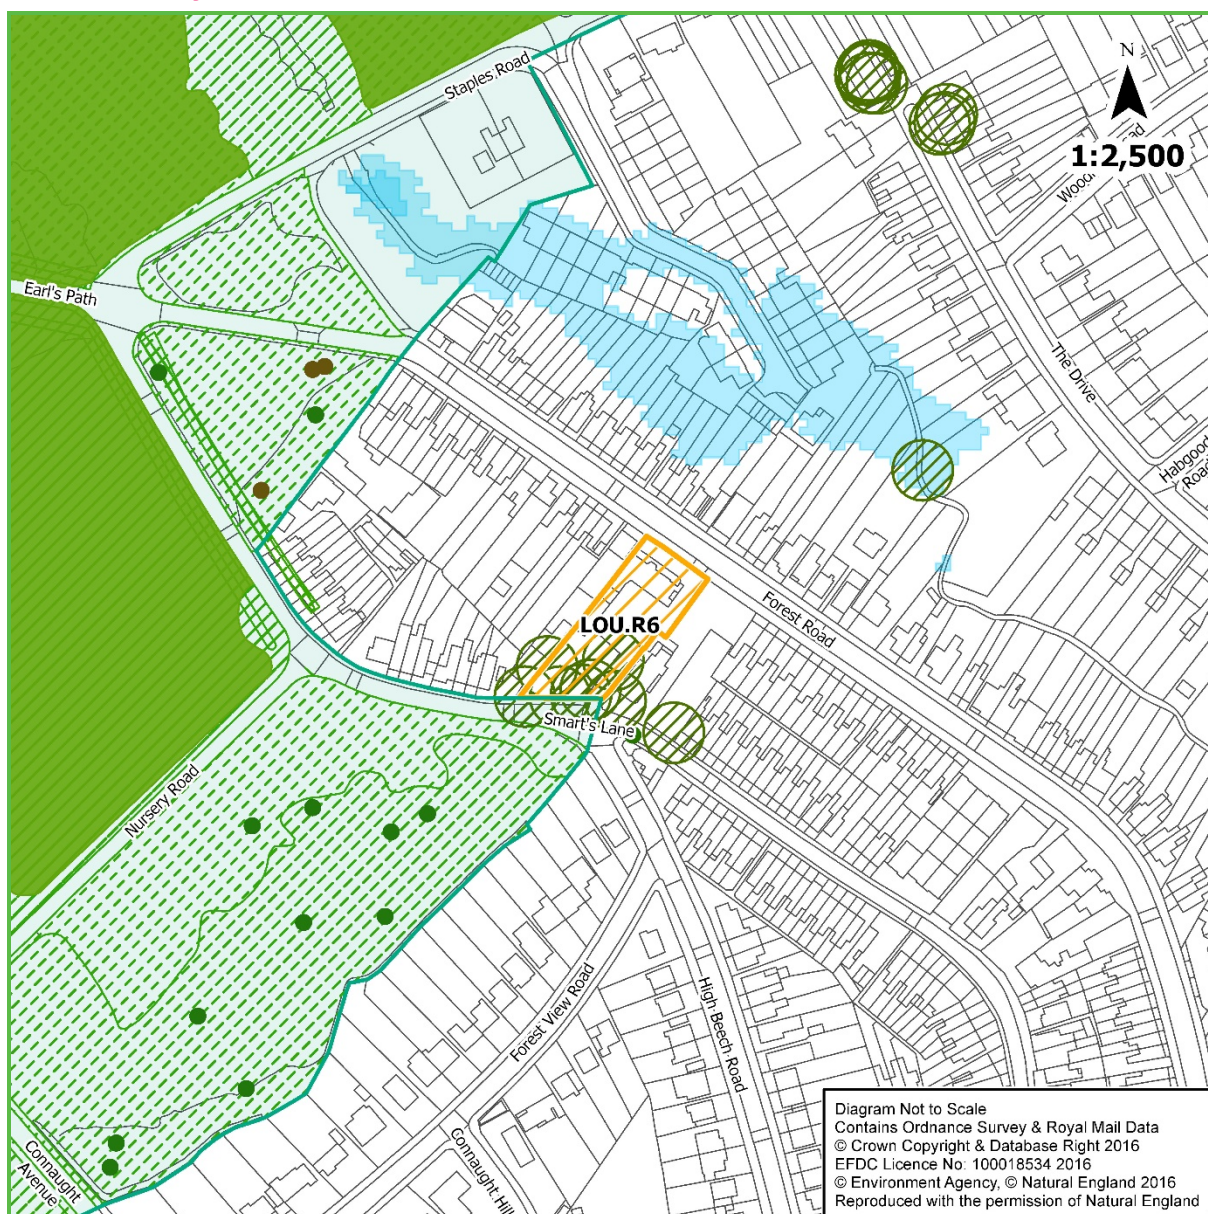 Staples Road
N
1:2,500
Earl's Path
The Drive
Habgood
Road
LOU.R6
Forest Road
Smart's Lane
Nursery Road
Forest View Road
High Beech Road
Connaught
Avenue
Diagram Not to Scale
Contains Ordnance Survey & Royal Mail Data
© Crown Copyright & Database Right 2016
EFDC Licence No: 100018534 2016
© Environment Agency, © Natural England 2016
Reproduced with the permission of Natural England